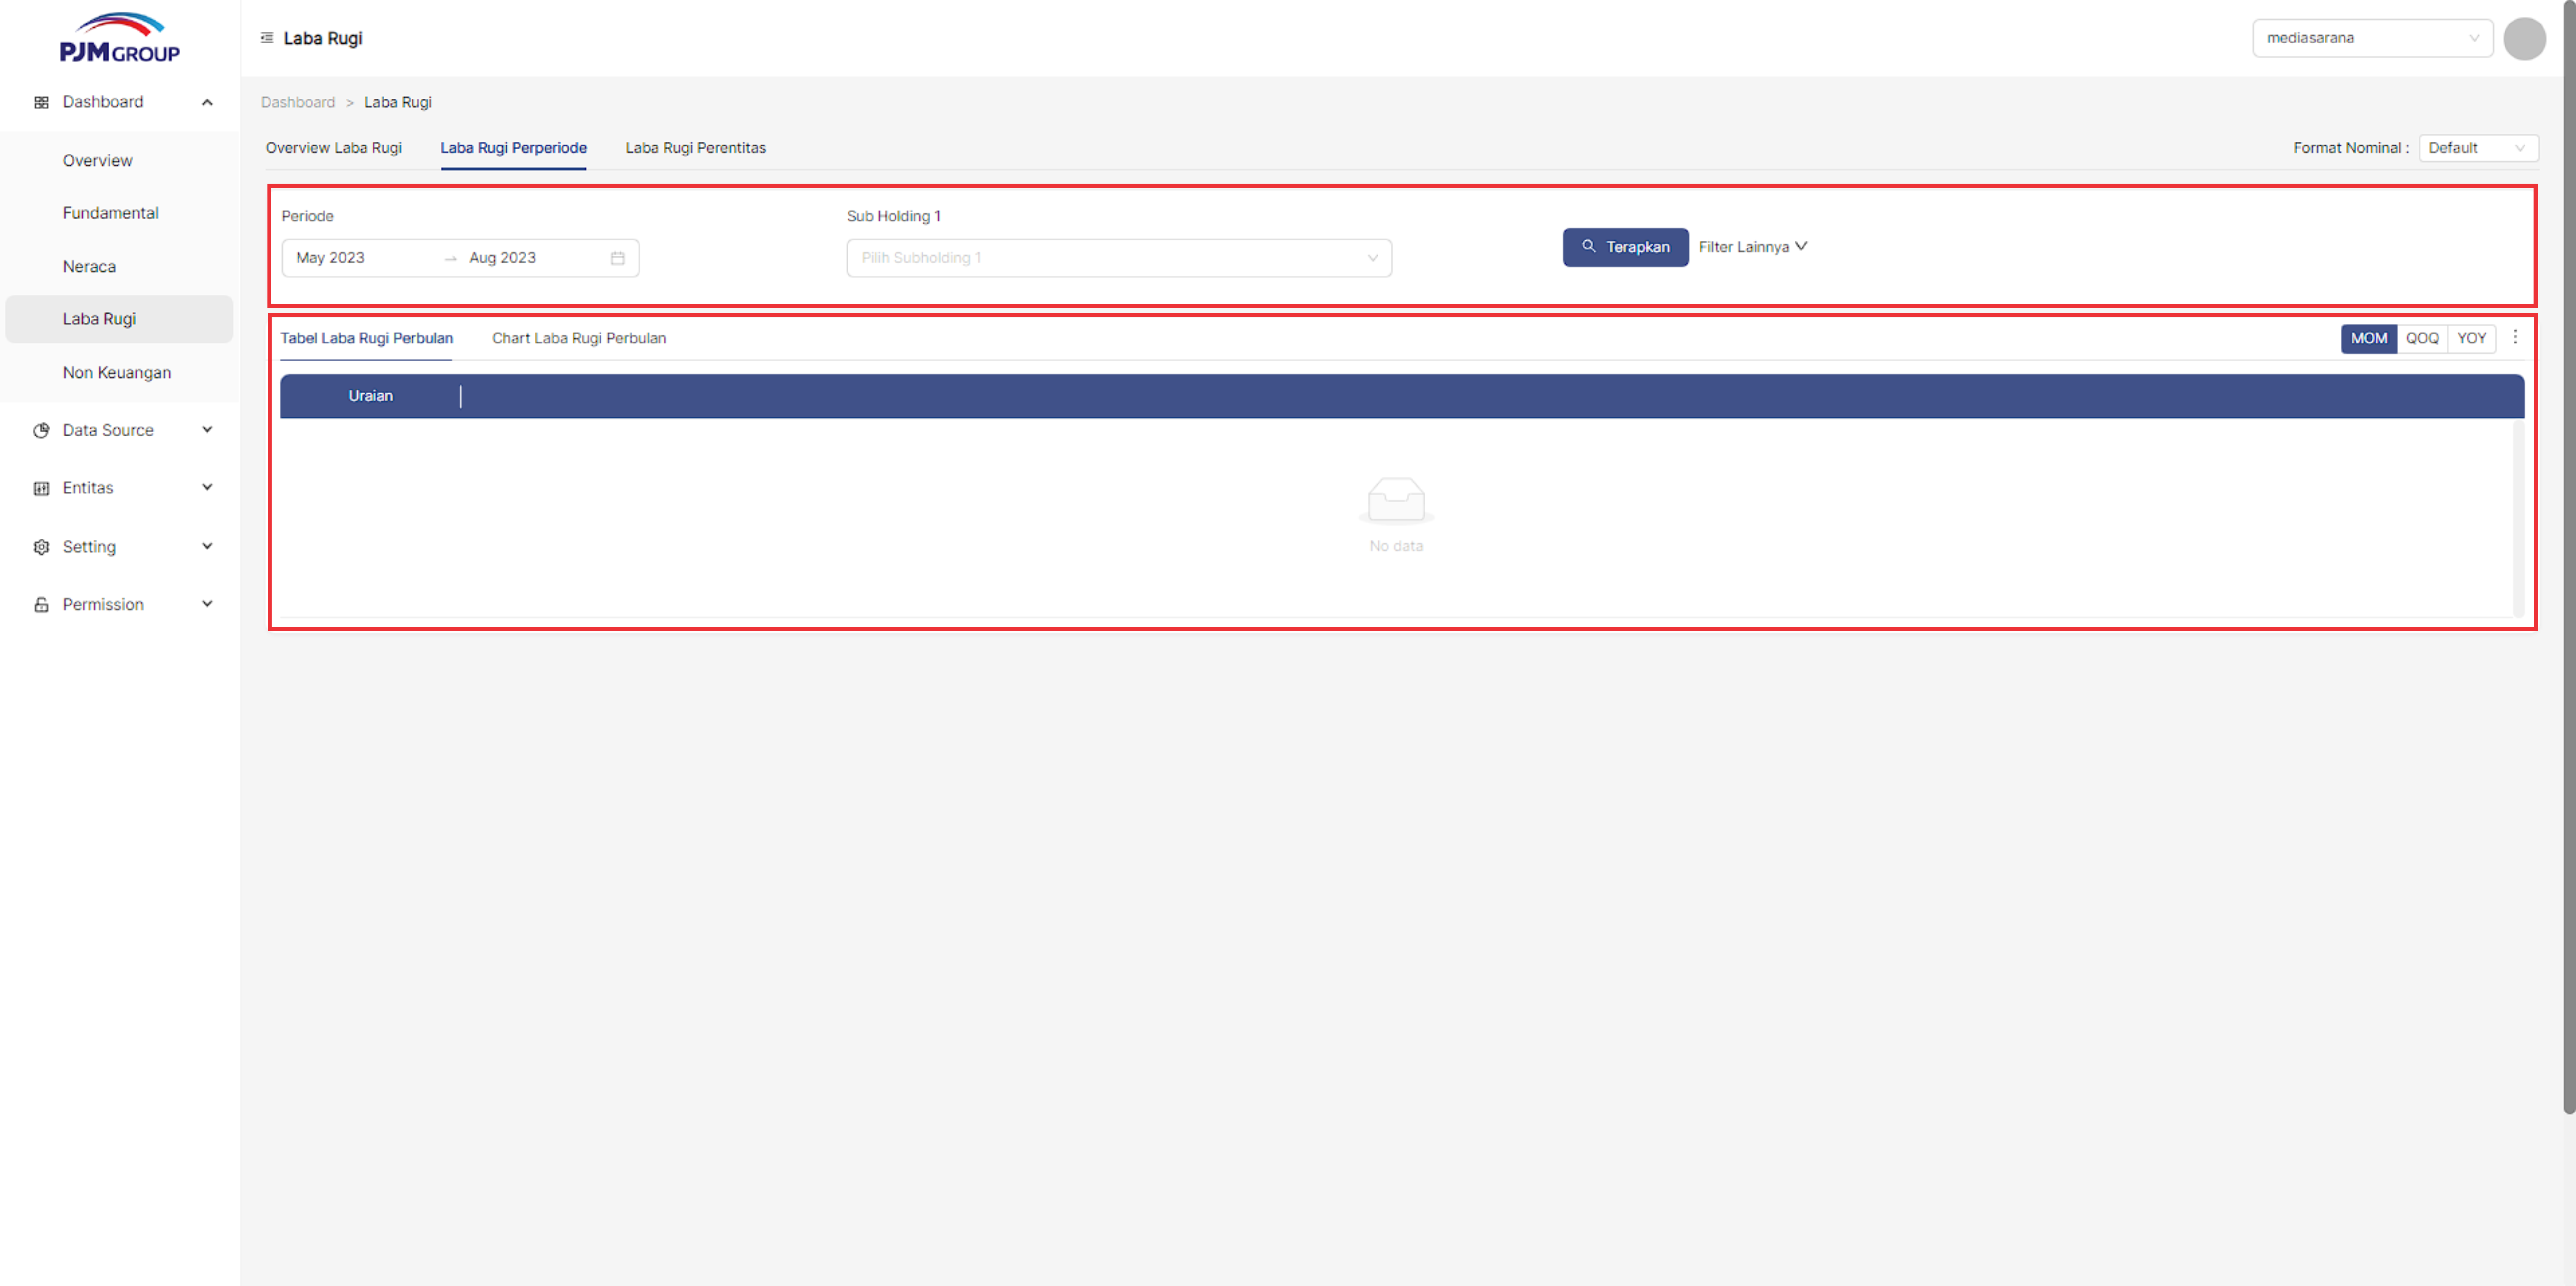 PJM GROUP
Laba Rugi
mediasarana
Dashboard
Overview
Fundamental
Neraca
Laba Rugi
Non Keuangan
Data Source
Entitas
Setting
Permission
Dashboard > Laba Rugi
Overview Laba Rugi Laba Rugi Perperiode Laba Rugi Perentitas Format Nominal : Default
Periode Sub Holding 1
May 2023 → Aug 2023 Pilih Subholding 1 Terapkan Filter Lainnya
Tabel Laba Rugi Perbulan Chart Laba Rugi Perbulan MOM QOQ YOY
Uraian
No data